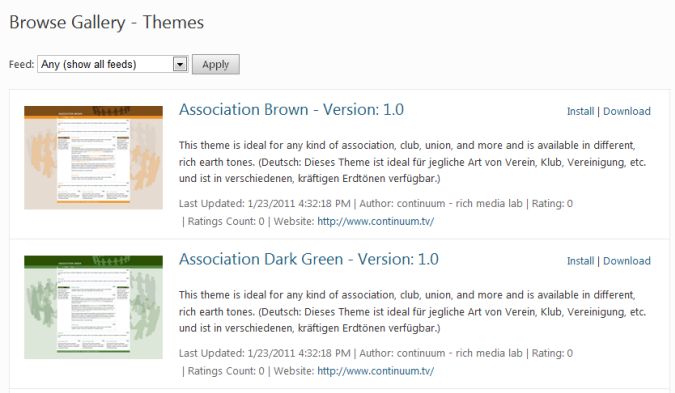 Browse Gallery - Themes
Feed: Any (show all feeds) Apply
Association Brown - Version: 1.0 Install | Download
This theme is ideal for any kind of association, club, union, and more and is available in different,
rich earth tones. (Deutsch: Dieses Theme ist ideal für jegliche Art von Verein, Klub, Vereinigung, etc.
und ist in verschiedenen, kräftigen Erdtönen verfügbar.)
Last Updated: 1/23/2011 4:32:18 PM | Author: continuum - rich media lab | Rating: 0
| Ratings Count: 0 | Website: http://www.continuum.tv/
Association Dark Green - Version: 1.0 Install | Download
This theme is ideal for any kind of association, club, union, and more and is available in different,
rich earth tones. (Deutsch: Dieses Theme ist ideal für jegliche Art von Verein, Klub, Vereinigung, etc.
und ist in verschiedenen, kräftigen Erdtönen verfügbar.)
Last Updated: 1/23/2011 4:32:18 PM | Author: continuum - rich media lab | Rating: 0
| Ratings Count: 0 | Website: http://www.continuum.tv/